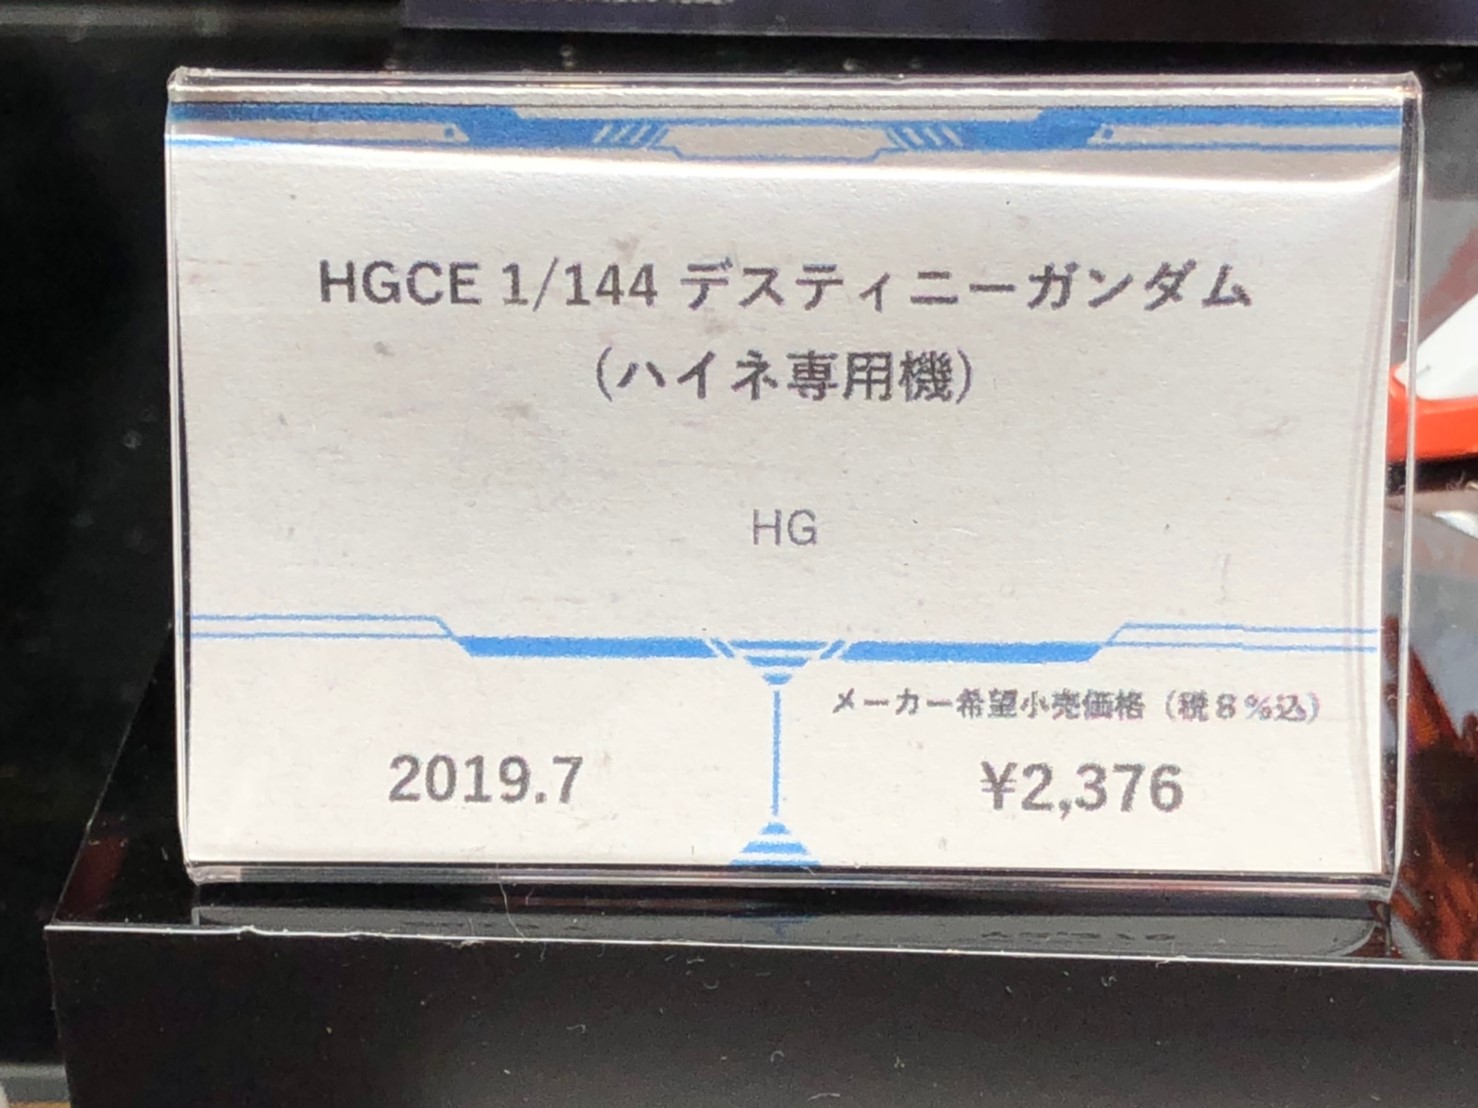 HGCE 1/144 デスティニーガンダム
(ハイネ専用機)
HG
メーカー希望小売価格（税８％込）
2019.7
¥2,376